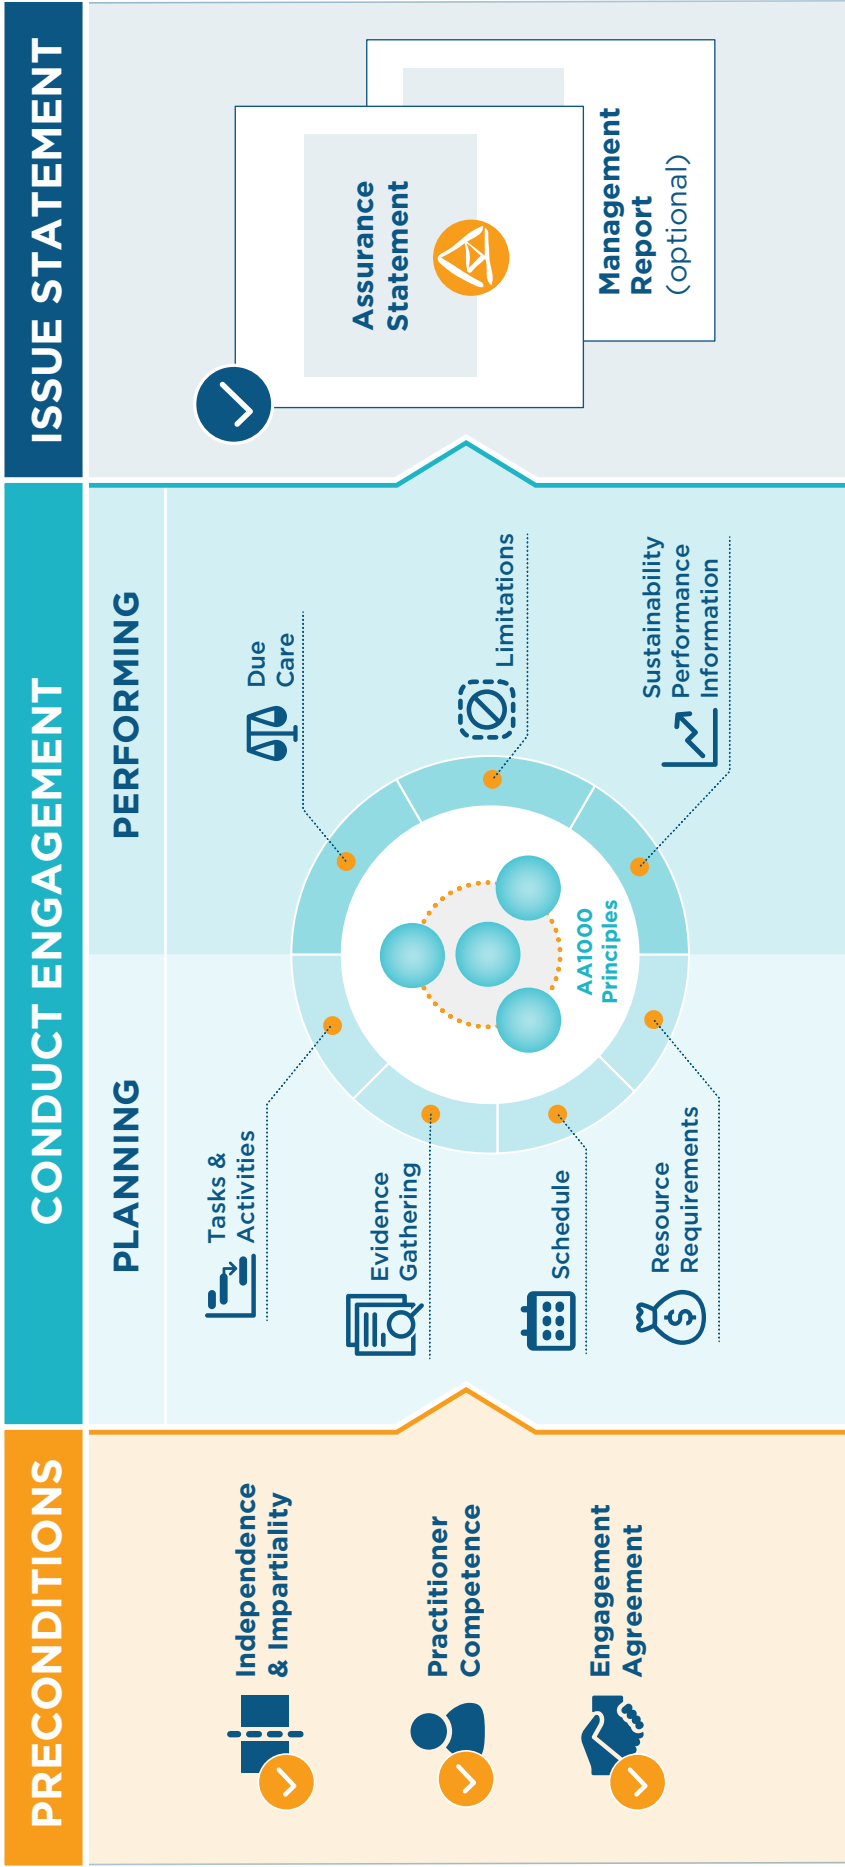 PRECONDITIONS
Independence
& Impartiality
Practitioner
Competence
Engagement
Agreement
CONDUCT ENGAGEMENT
PLANNING
Tasks &
Activities
Evidence
Gathering
Schedule
Resource
Requirements
$
AA1000
Principles
PERFORMING
Due
Care
Limitations
Sustainability
Performance
Information
ISSUE STATEMENT
Assurance
Statement
Management
Report
(optional)